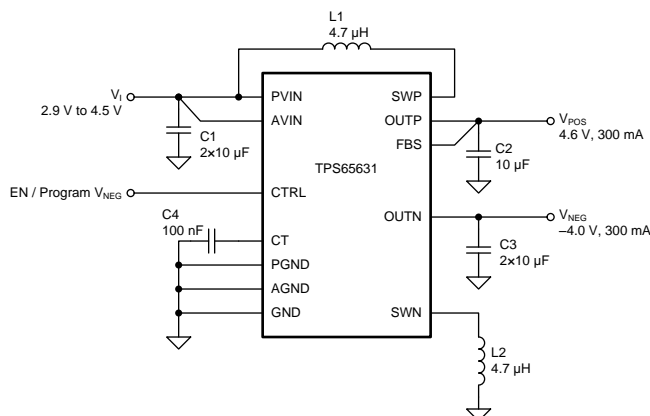 L1
4.7 µH
VI
2.9 V to 4.5 V
PVIN
SWP
AVIN
OUTP
VPOS
4.6 V, 300 mA
C1
2×10 µF
FBS
C2
10 µF
TPS65631
EN / Program VNEG
CTRL
C4
100 nF
OUTN
VNEG
–4.0 V, 300 mA
CT
C3
2×10 µF
PGND
AGND
GND
SWN
L2
4.7 µH